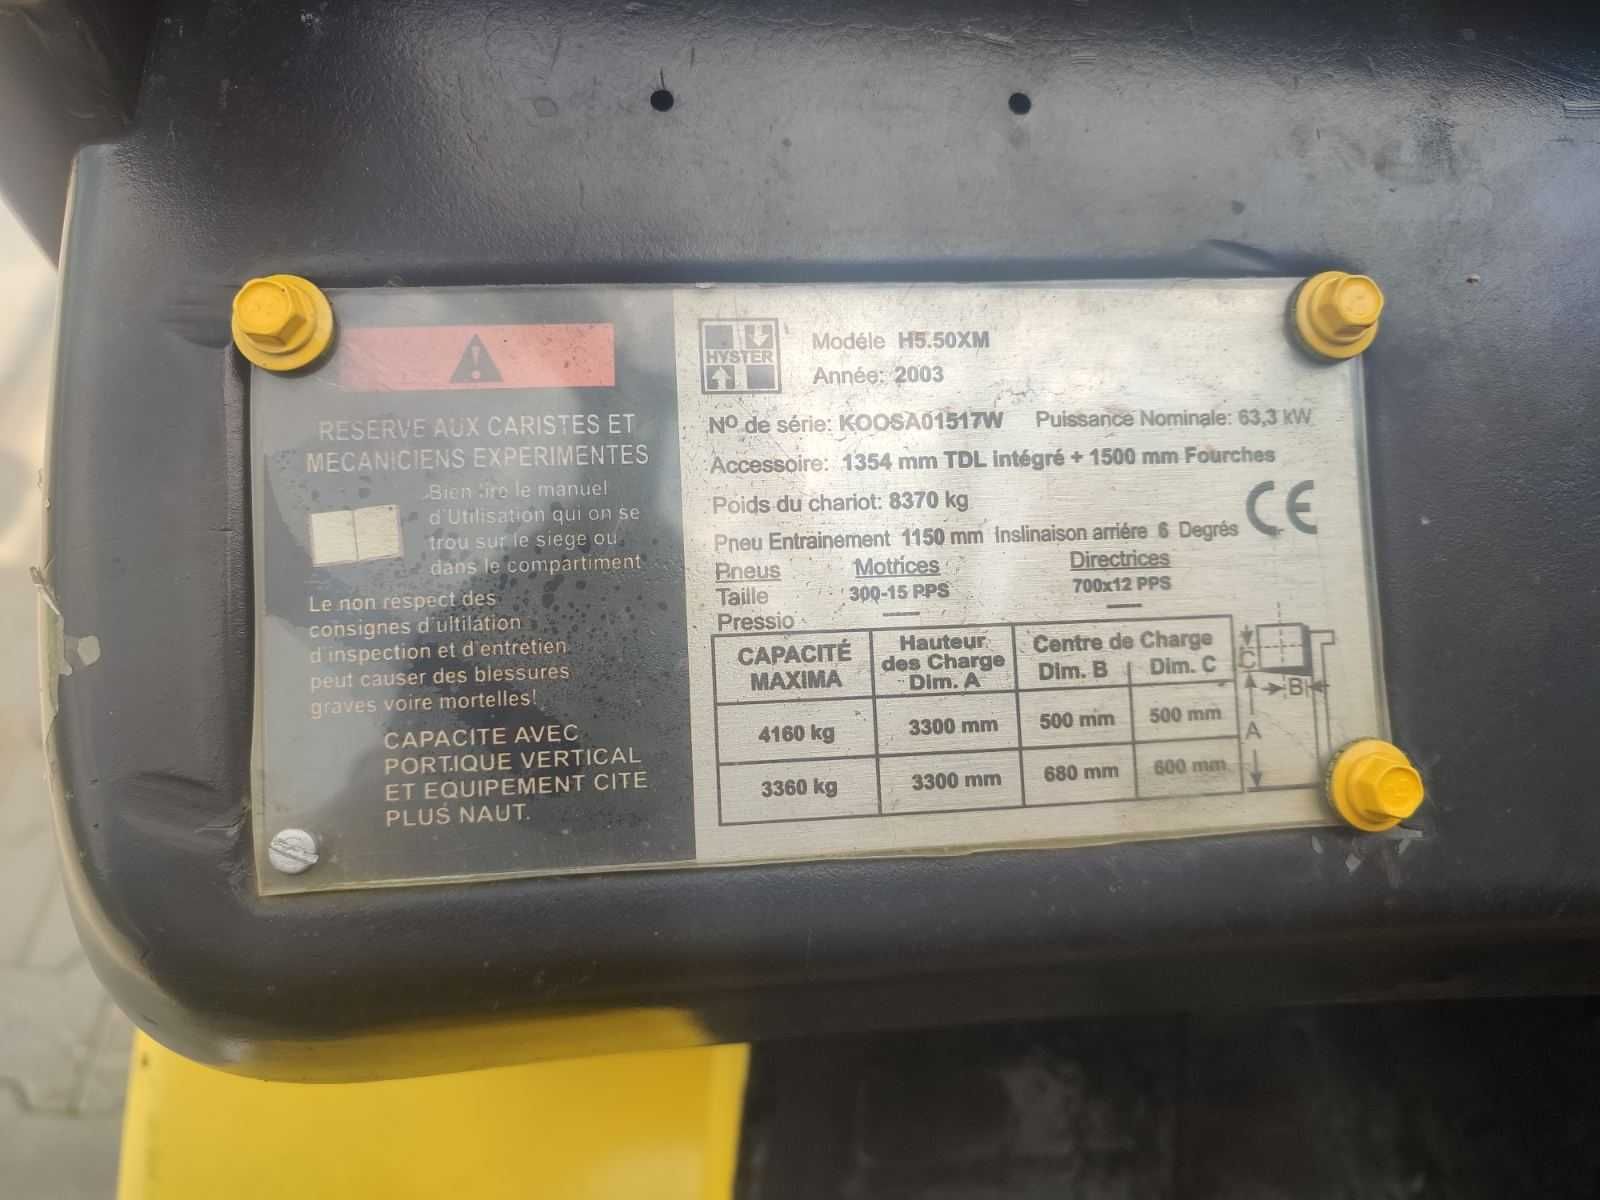 RESERVE AUX CARISTES ET
MECANICIENS EXPERIMENTES
Bien lire le manuel
d'Utilisation qui on se
trou sur le siege ou
dans le compartiment
Le non respect des
consignes d'ultilation
d'inspection et d'entretien
peut causer des blessures
graves voire mortelles!
CAPACITE AVEC
PORTIQUE VERTICAL
ET EQUIPEMENT CITE
PLUS NAUT.
HYSTER
Modéle H5.50XM
Année: 2003
Nº de série: KOOSA01517W Puissance Nominale: 63,3 kW
Accessoire: 1354 mm TDL intégré + 1500 mm Fourches
Poids du chariot: 8370 kg
CE
Pneu Entrainement 1150 mm Inslinaison arriére 6 Degrés
Pneus Motrices Directrices
Taille 300-15 PPS 700x12 PPS
Pressio
CAPACITÉ MAXIMA Hauteur des Charge Dim. A Centre de Charge Dim. B Dim. C
4160 kg 3300 mm 500 mm 500 mm
3360 kg 3300 mm 680 mm 600 mm
C
B
A